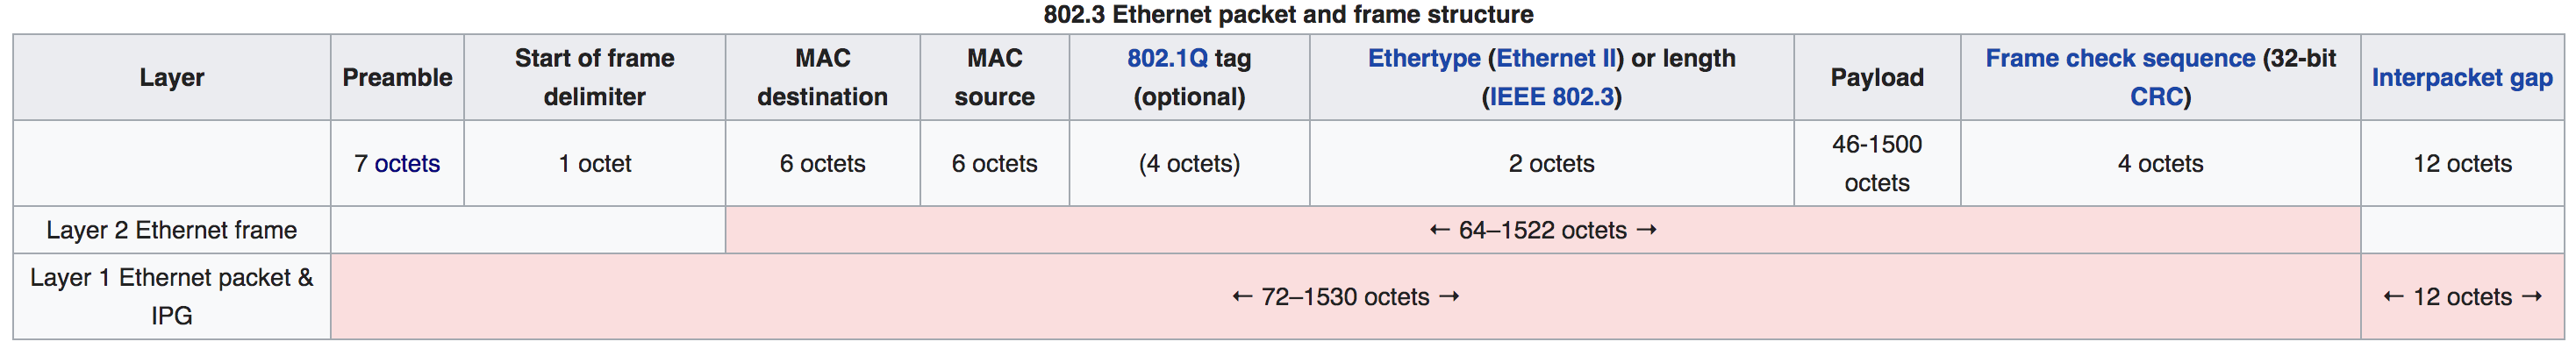 802.3 Ethernet packet and frame structure
Layer
Preamble
Start of frame
delimiter
MAC
destination
MAC
source
802.1Q tag
(optional)
Ethertype (Ethernet II) or length
(IEEE 802.3)
Payload
Frame check sequence (32-bit
CRC)
Interpacket gap
7 octets
1 octet
6 octets
6 octets
(4 octets)
2 octets
46-1500
octets
4 octets
12 octets
Layer 2 Ethernet frame
← 64–1522 octets →
Layer 1 Ethernet packet &
IPG
← 72–1530 octets →
← 12 octets →